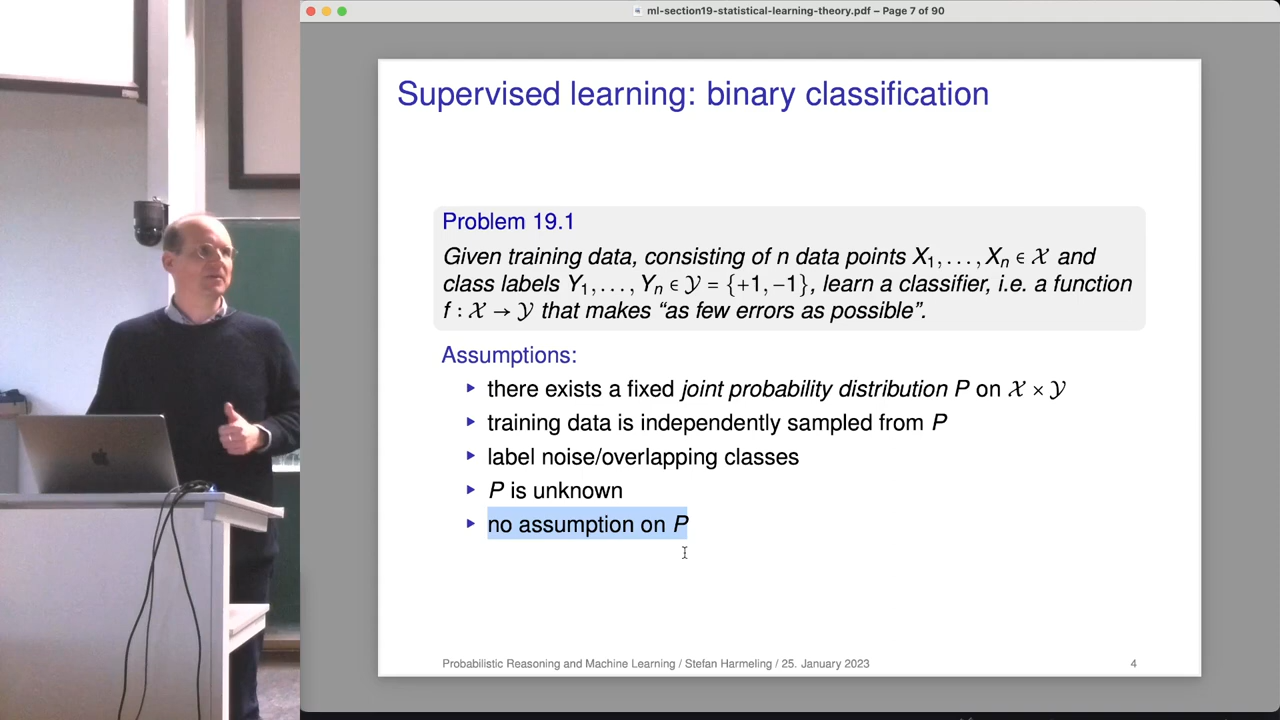 ml-section19-statistical-learning-theory.pdf – Page 7 of 90
Supervised learning: binary classification
Problem 19.1
Given training data, consisting of n data points X₁, . . . , Xₙ ∈ 𝒳 and
class labels Y₁, . . . , Yₙ ∈ 𝒴 = {+1, −1}, learn a classifier, i.e. a function
f : 𝒳 → 𝒴 that makes “as few errors as possible”.
Assumptions:
▸ there exists a fixed joint probability distribution P on 𝒳 × 𝒴
▸ training data is independently sampled from P
▸ label noise/overlapping classes
▸ P is unknown
▸ no assumption on P
Probabilistic Reasoning and Machine Learning / Stefan Harmeling / 25. January 2023 4